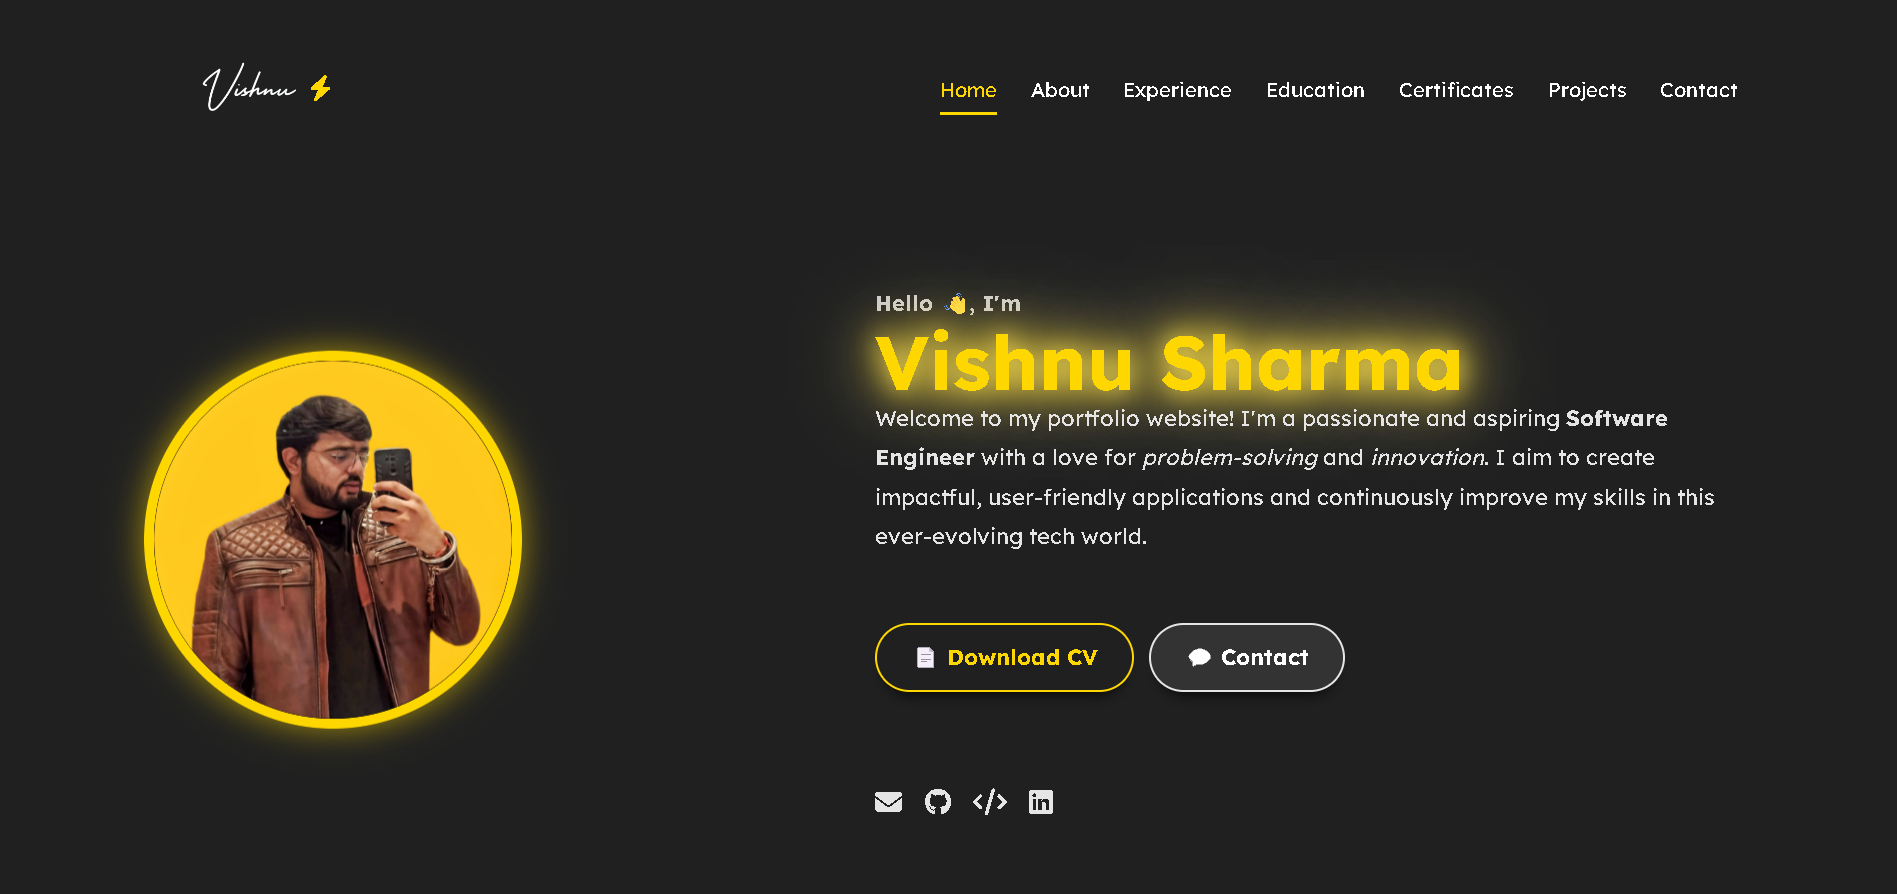 Vishnu ⚡
Home About Experience Education Certificates Projects Contact
Hello 👋, I'm
Vishnu Sharma
Welcome to my portfolio website! I'm a passionate and aspiring Software
Engineer with a love for problem-solving and innovation. I aim to create
impactful, user-friendly applications and continuously improve my skills in this
ever-evolving tech world.
Download CV
Contact